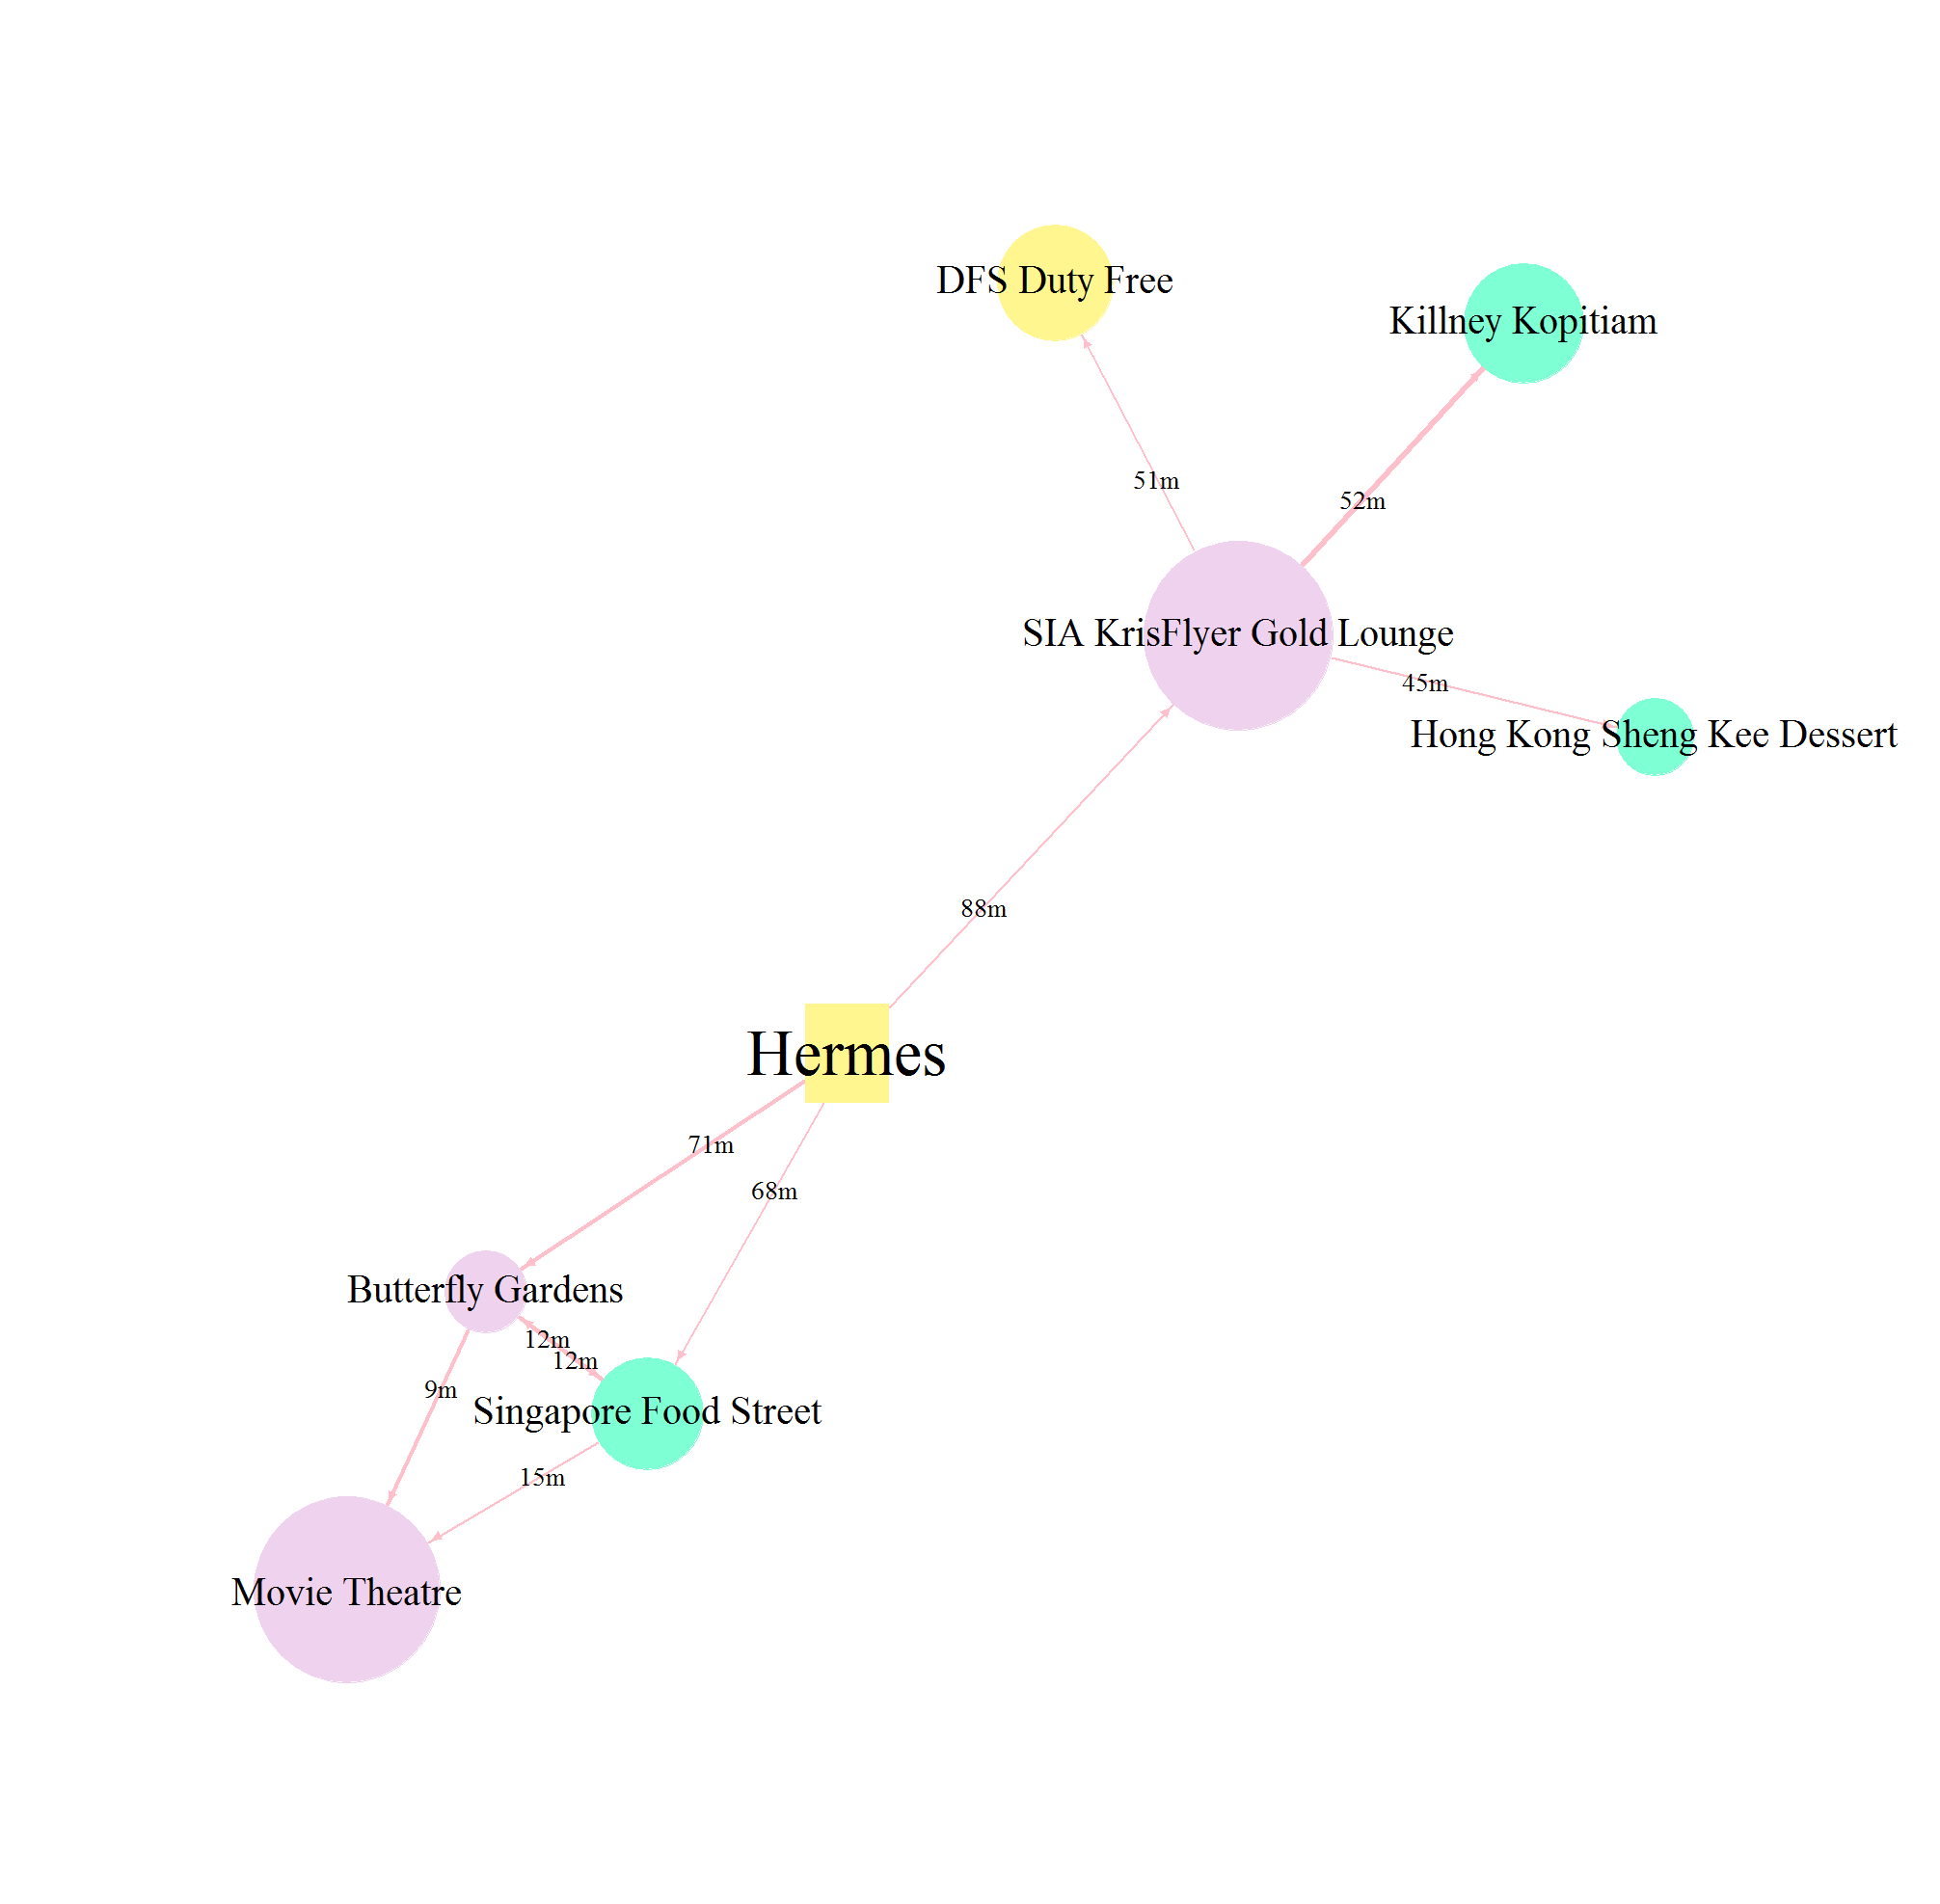 DFS Duty Free
Killney Kopitiam
51m
52m
SIA KrisFlyer Gold Lounge
45m
Hong Kong Sheng Kee Dessert
88m
Hermes
71m
68m
Butterfly Gardens
12m
12m
9m
Singapore Food Street
15m
Movie Theatre